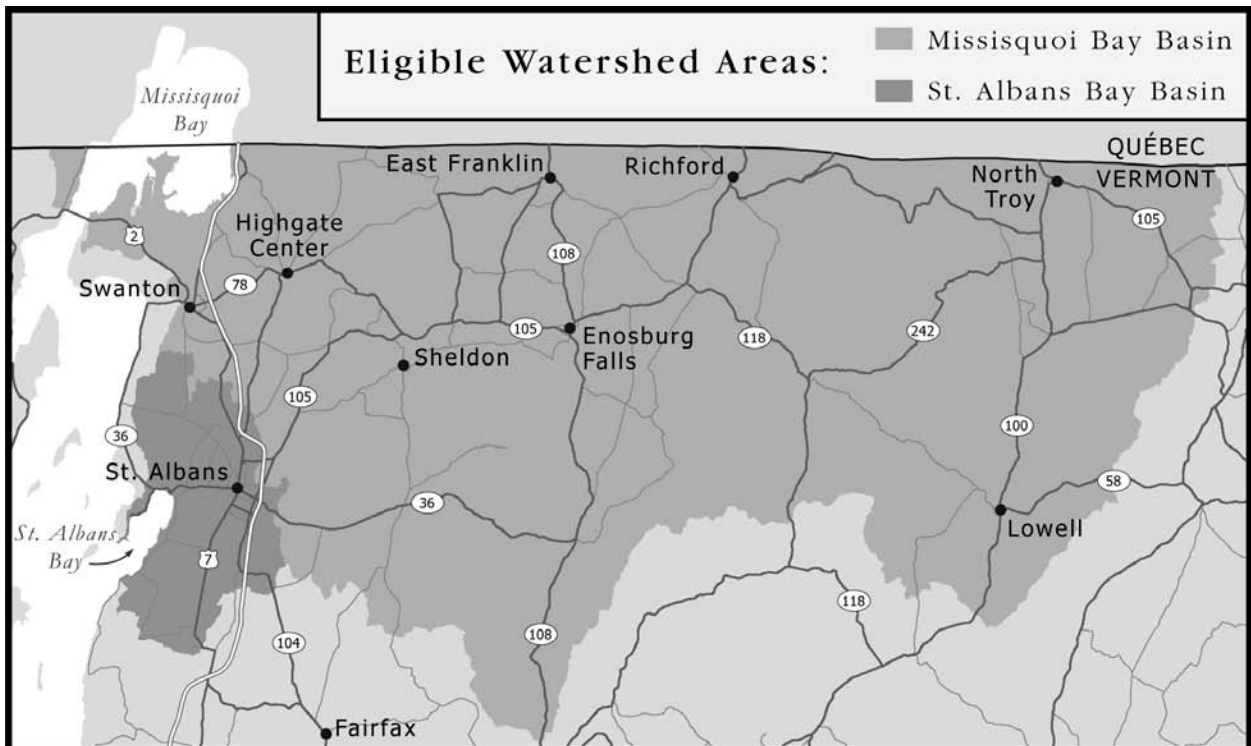 Eligible Watershed Areas:
Missisquoi Bay Basin
St. Albans Bay Basin
Missisquoi
Bay
QUÉBEC
VERMONT
East Franklin
Richford
North
Troy
105
Highgate
Center
2
108
78
Swanton
105
Enosburg
Falls
118
242
Sheldon
105
36
100
St. Albans
58
36
Lowell
St. Albans
Bay
7
118
108
104
Fairfax